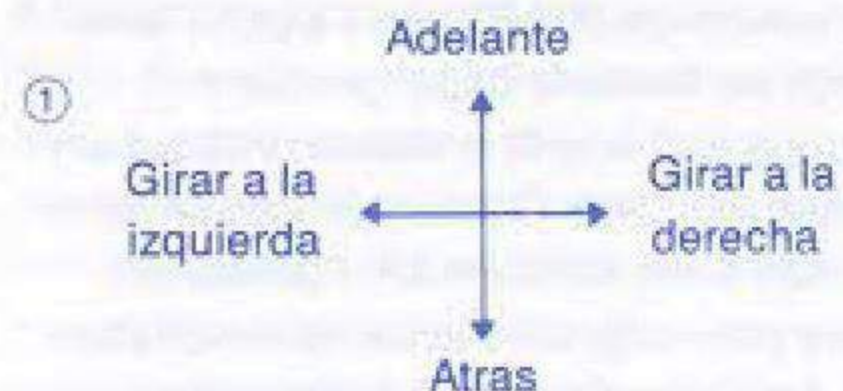 Adelante
①
Girar a la
izquierda
Girar a la
derecha
Atras